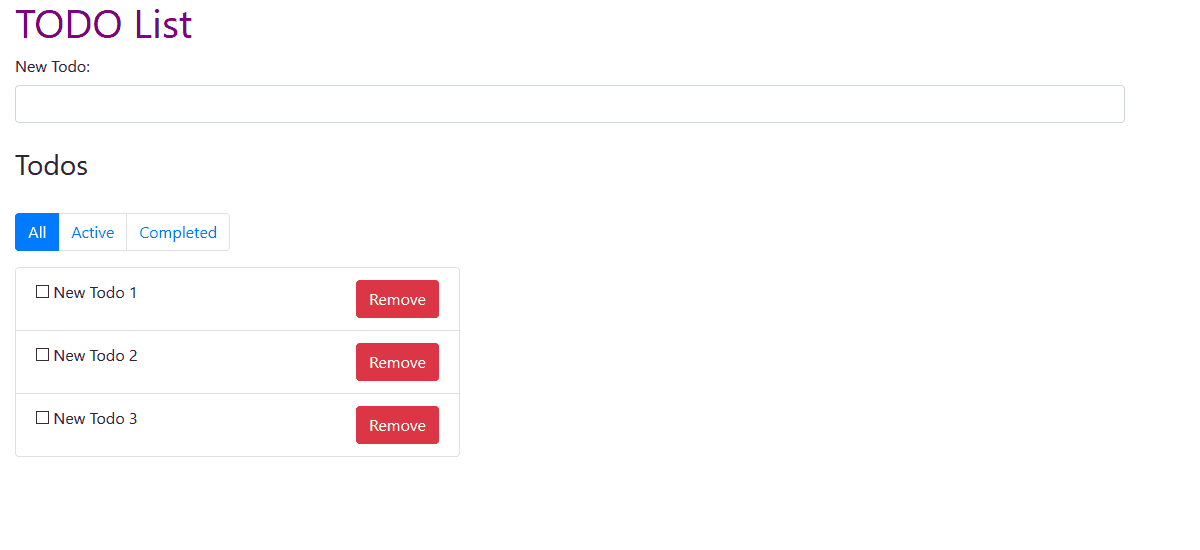 TODO List
New Todo:
Todos
All Active Completed
New Todo 1 Remove
New Todo 2 Remove
New Todo 3 Remove